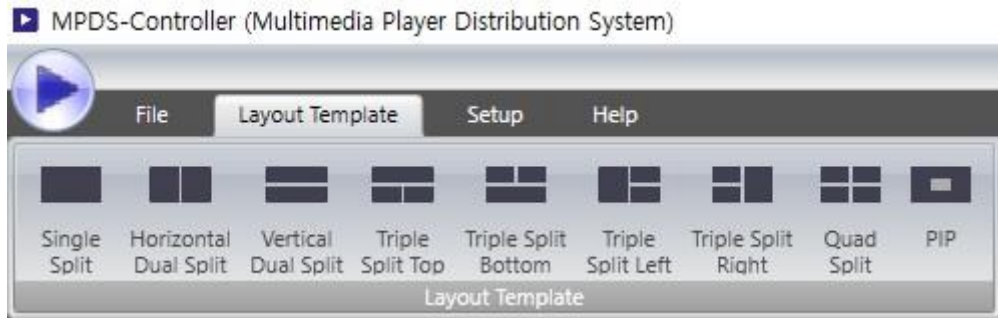 MPDS-Controller (Multimedia Player Distribution System)
File Layout Template Setup Help
Single Split
Horizontal Dual Split
Vertical Dual Split
Triple Split Top
Triple Split Bottom
Triple Split Left
Triple Split Right
Quad Split
PIP
Layout Template